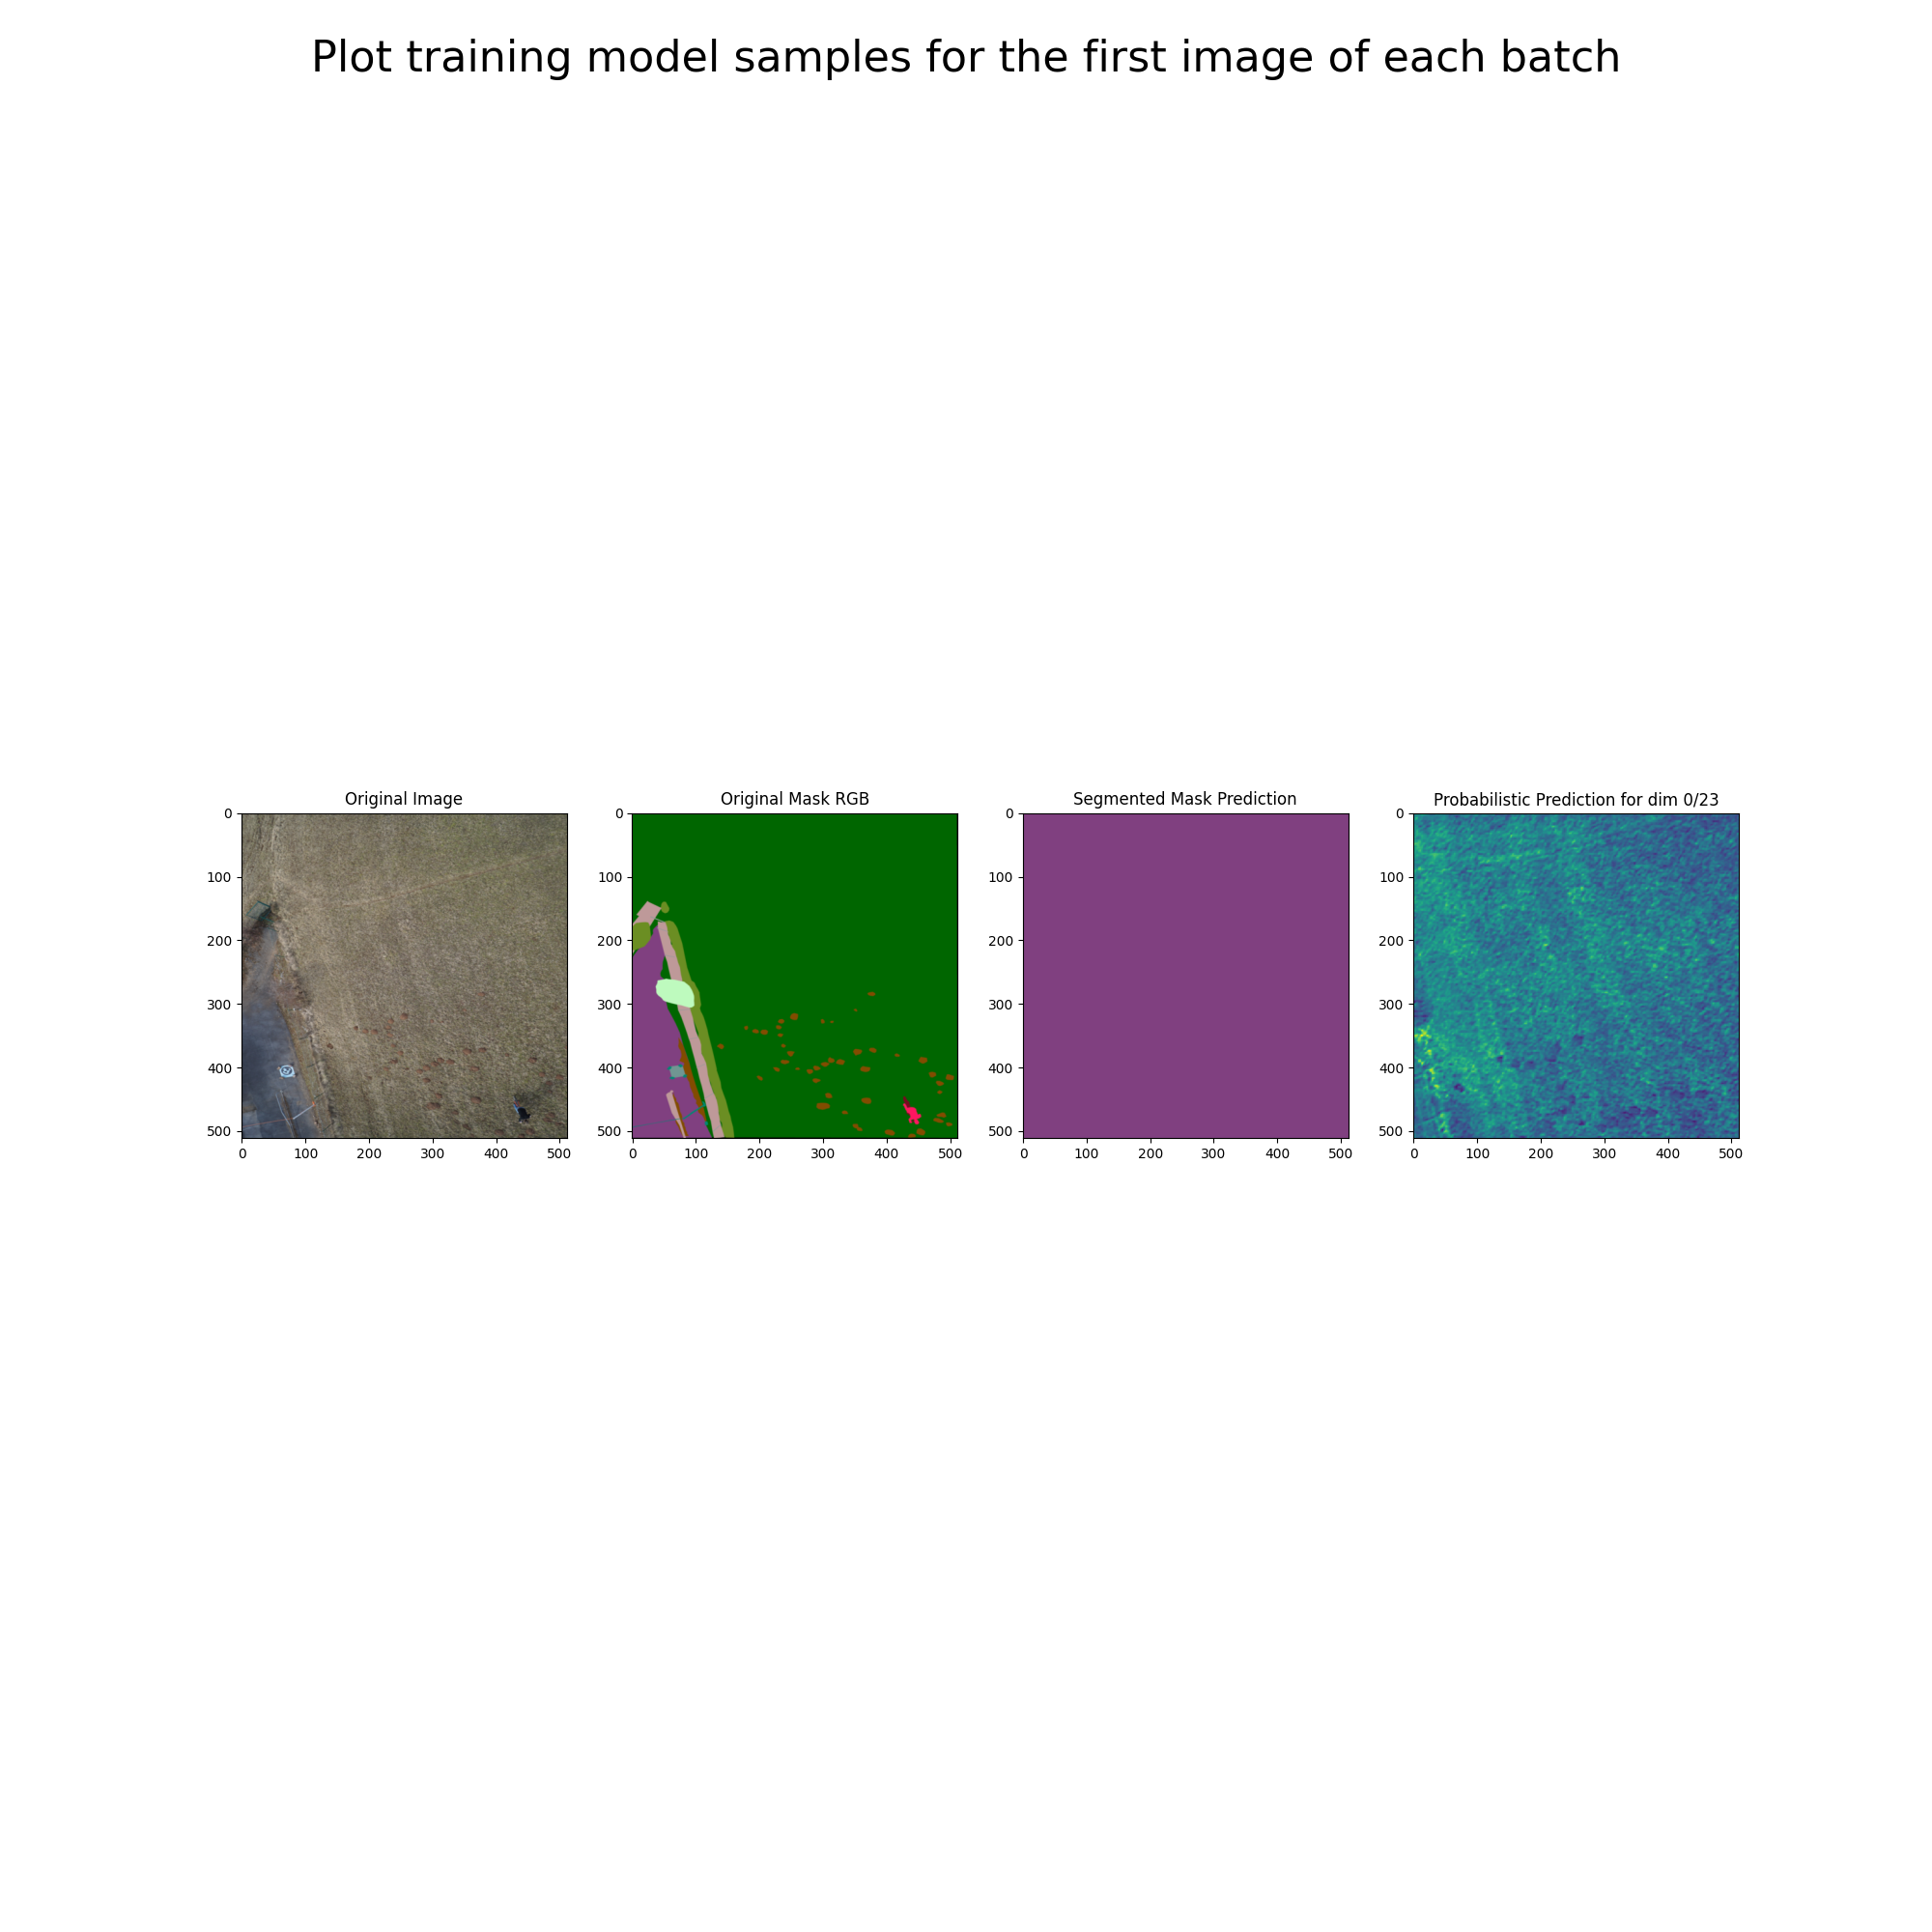 Plot training model samples for the first image of each batch
Original Image
Original Mask RGB
Segmented Mask Prediction
Probabilistic Prediction for dim 0/23
0
100
200
300
400
500
0 100 200 300 400 500
0
100
200
300
400
500
0 100 200 300 400 500
0
100
200
300
400
500
0 100 200 300 400 500
0
100
200
300
400
500
0 100 200 300 400 500